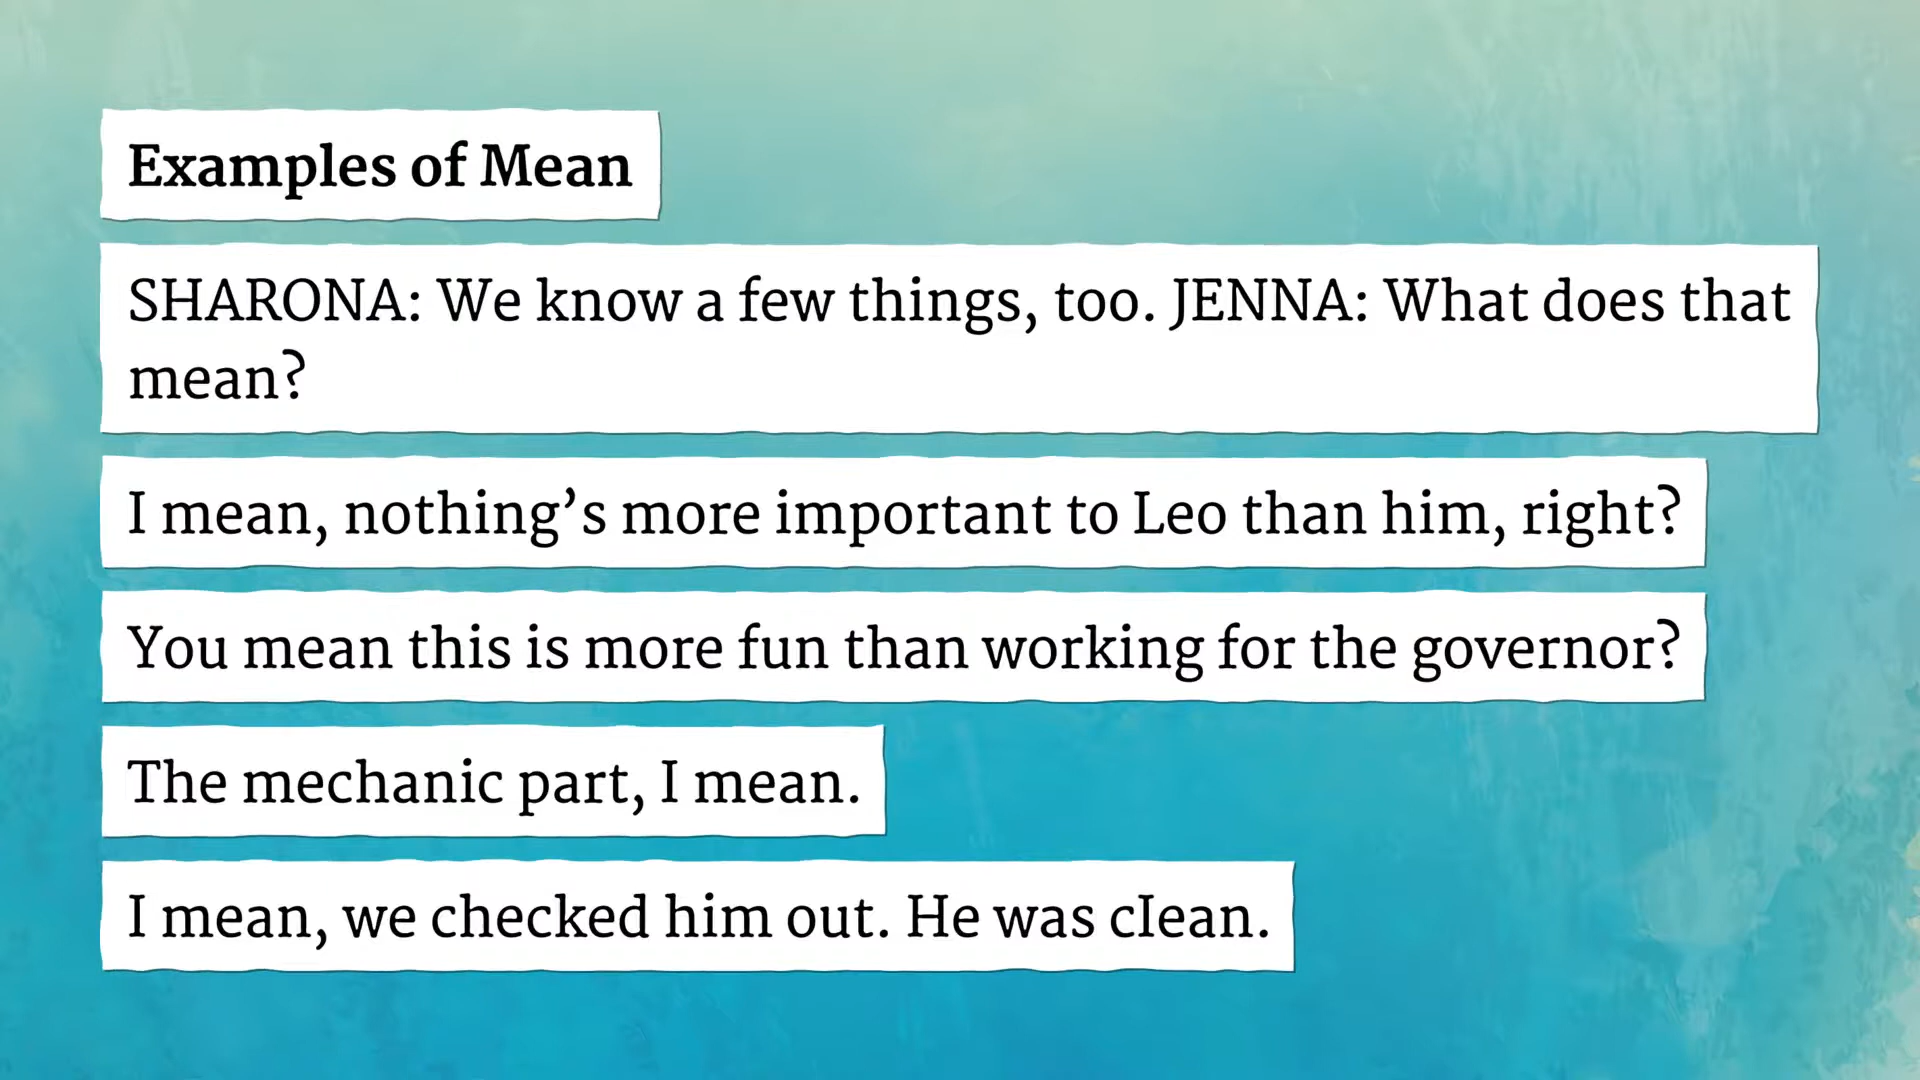 Examples of Mean
SHARONA: We know a few things, too. JENNA: What does that
mean?
I mean, nothing’s more important to Leo than him, right?
You mean this is more fun than working for the governor?
The mechanic part, I mean.
I mean, we checked him out. He was cIean.